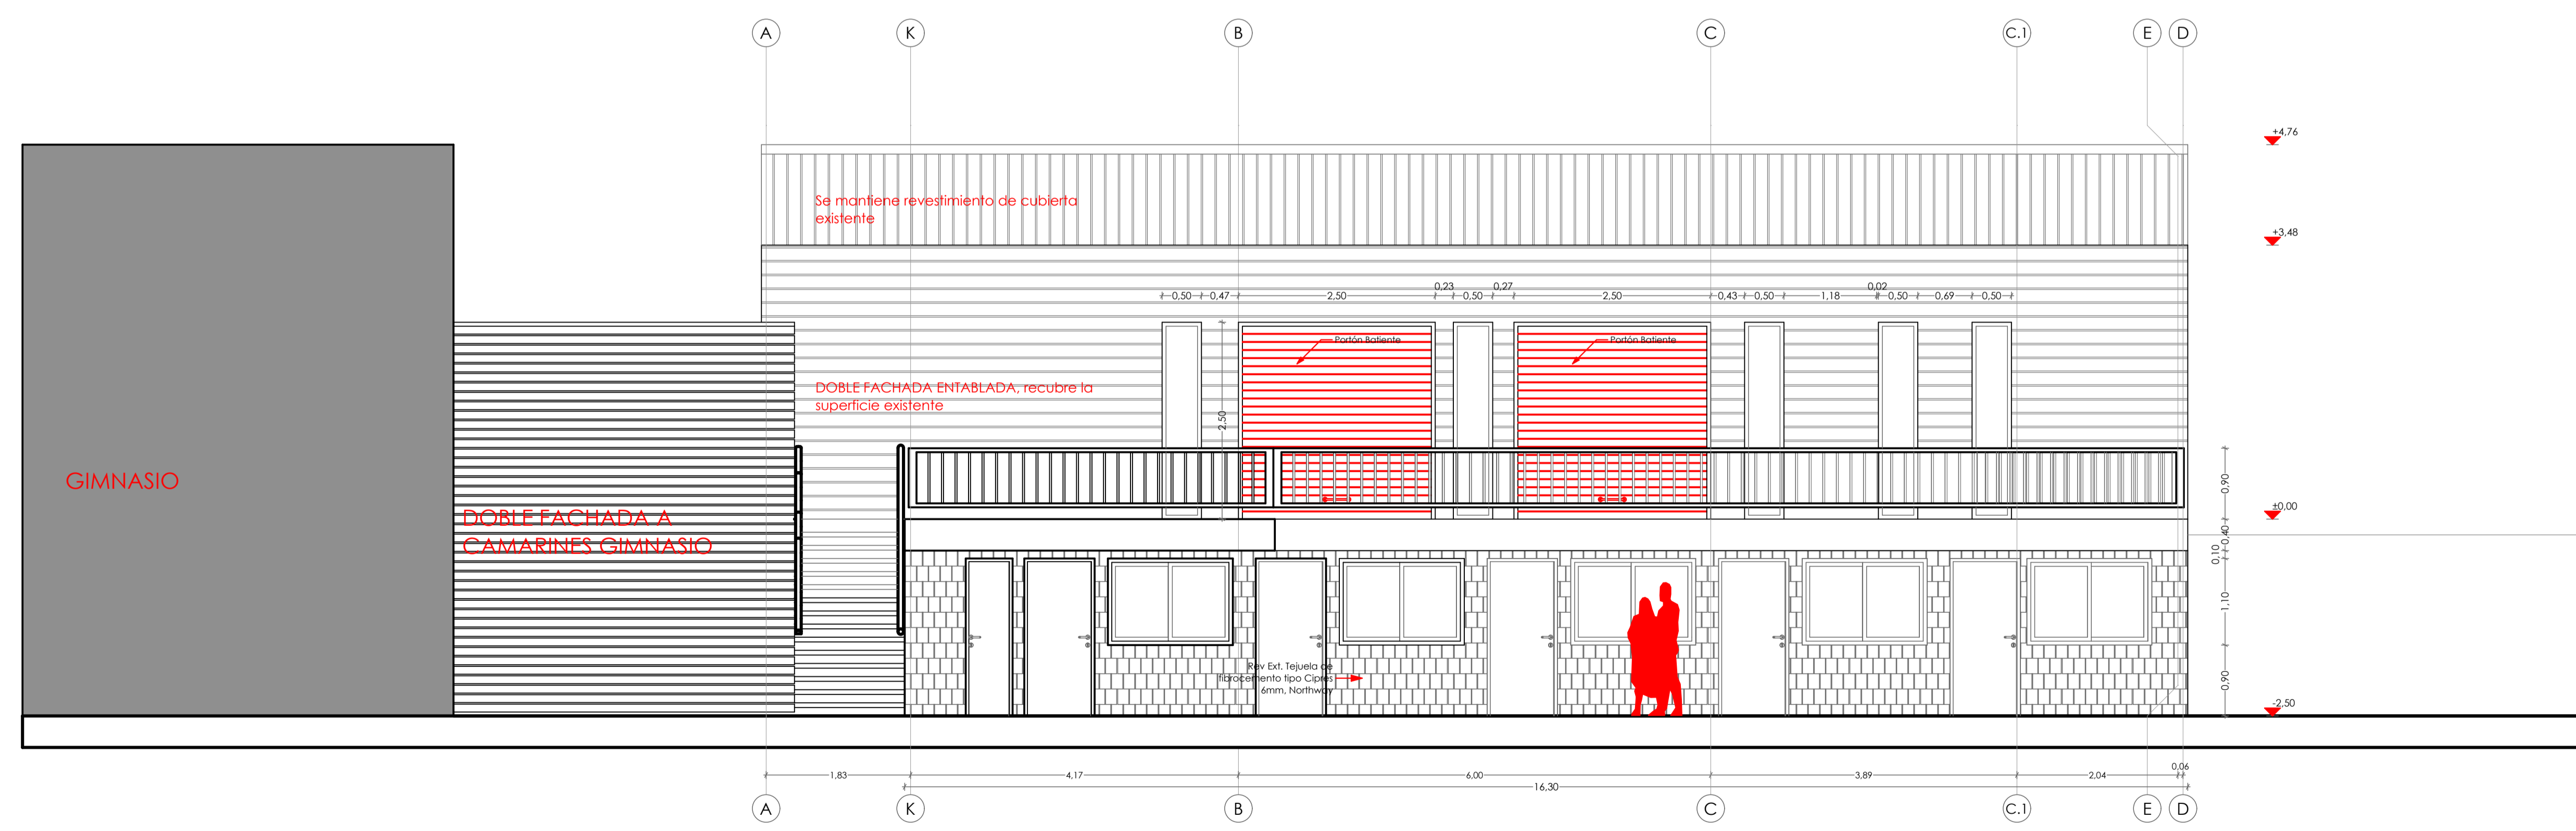 A K B C C.1 E D
+4,76
Se mantiene revestimiento de cubierta
existente
+3,48
0,50 0,47 2,50 0,23 0,50 0,27 2,50 0,43 0,50 1,18 0,02 0,50 0,69 0,50
Portón Batiente
Portón Batiente
DOBLE FACHADA ENTABLADA, recubre la
superficie existente
2,50
GIMNASIO
DOBLE FACHADA A
CAMARINES GIMNASIO
0,90
±0,00
0,40
0,10
1,10
0,90
Rev Ext. Tejuela de
fibrocemento tipo Ciprés
6mm, Northway
-2,50
1,83 4,17 6,00 3,89 2,04 0,06
16,30
A K B C C.1 E D